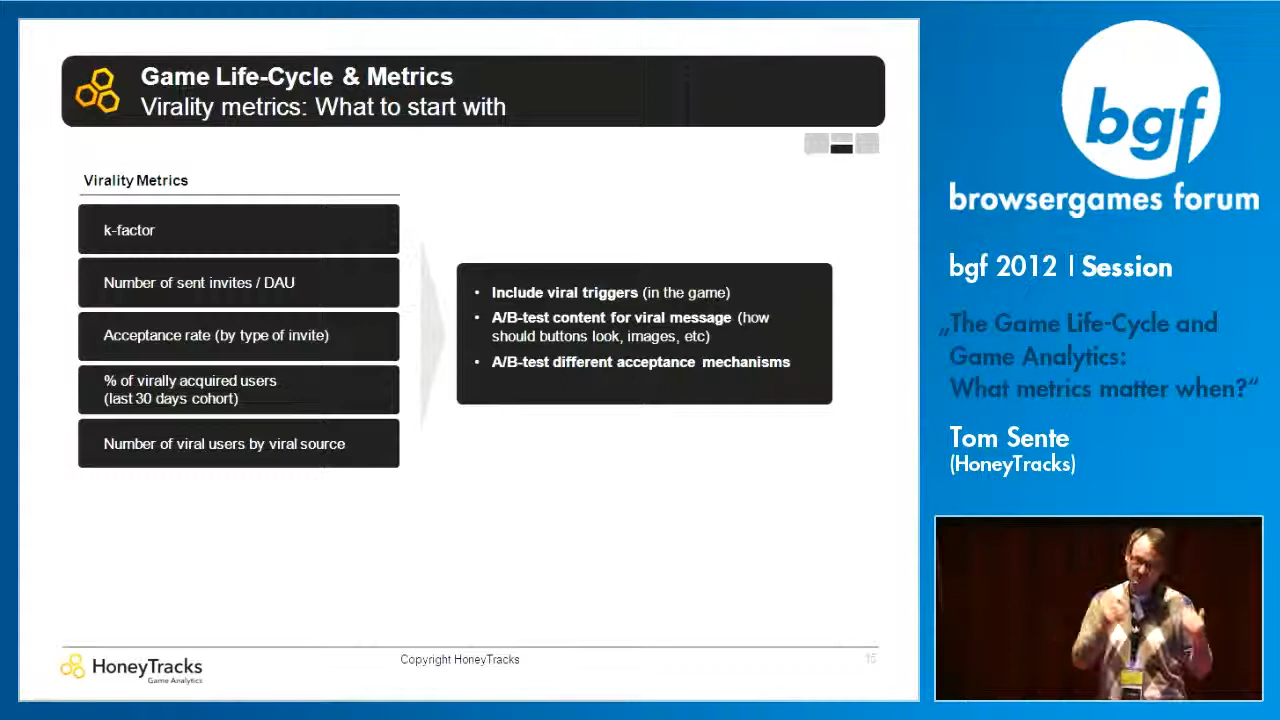 Game Life-Cycle & Metrics
Virality metrics: What to start with
Virality Metrics
k-factor
Number of sent invites / DAU
Acceptance rate (by type of invite)
% of virally acquired users
(last 30 days cohort)
Number of viral users by viral source
• Include viral triggers (in the game)
• A/B-test content for viral message (how
should buttons look, images, etc)
• A/B-test different acceptance mechanisms
HoneyTracks
Game Analytics
Copyright HoneyTracks
15
bgf
browsergames forum
bgf 2012 | Session
„The Game Life-Cycle and
Game Analytics:
What metrics matter when?“
Tom Sente
(HoneyTracks)